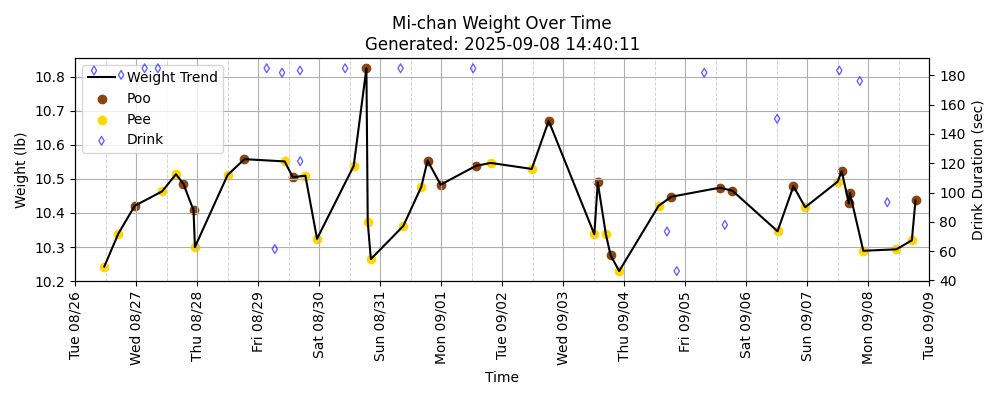 Mi-chan Weight Over Time
Generated: 2025-09-08 14:40:11
Weight (lb)
10.8
10.7
10.6
10.5
10.4
10.3
10.2
Weight Trend
Poo
Pee
Drink
180
160
140
120
100
80
60
40
Drink Duration (sec)
Tue 08/26
Wed 08/27
Thu 08/28
Fri 08/29
Sat 08/30
Sun 08/31
Mon 09/01
Tue 09/02
Wed 09/03
Thu 09/04
Fri 09/05
Sat 09/06
Sun 09/07
Mon 09/08
Tue 09/09
Time